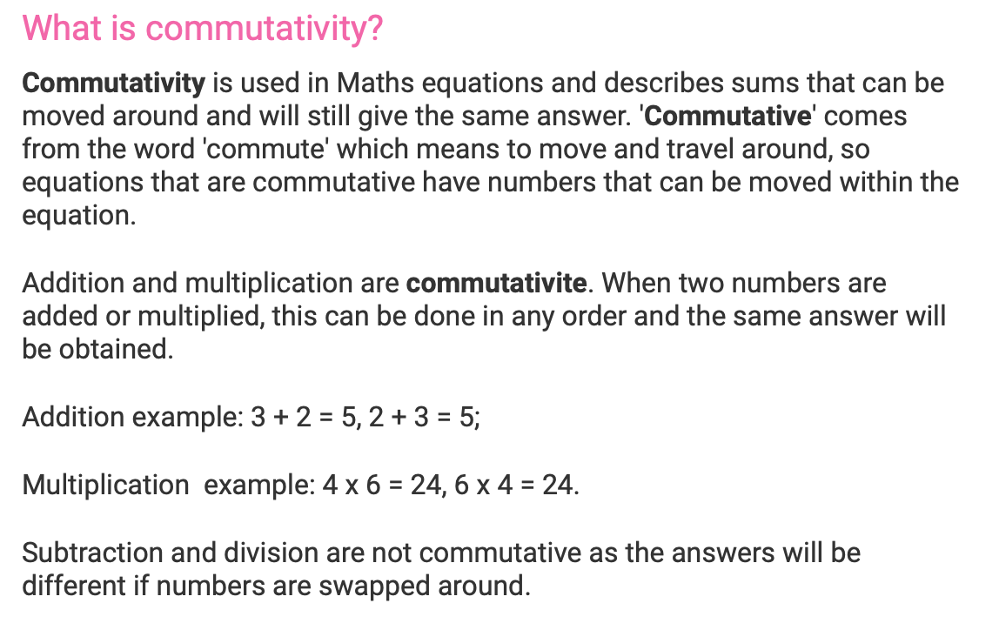 What is commutativity?
Commutativity is used in Maths equations and describes sums that can be
moved around and will still give the same answer. 'Commutative' comes
from the word 'commute' which means to move and travel around, so
equations that are commutative have numbers that can be moved within the
equation.
Addition and multiplication are commutativite. When two numbers are
added or multiplied, this can be done in any order and the same answer will
be obtained.
Addition example: 3 + 2 = 5, 2 + 3 = 5;
Multiplication  example: 4 x 6 = 24, 6 x 4 = 24.
Subtraction and division are not commutative as the answers will be
different if numbers are swapped around.